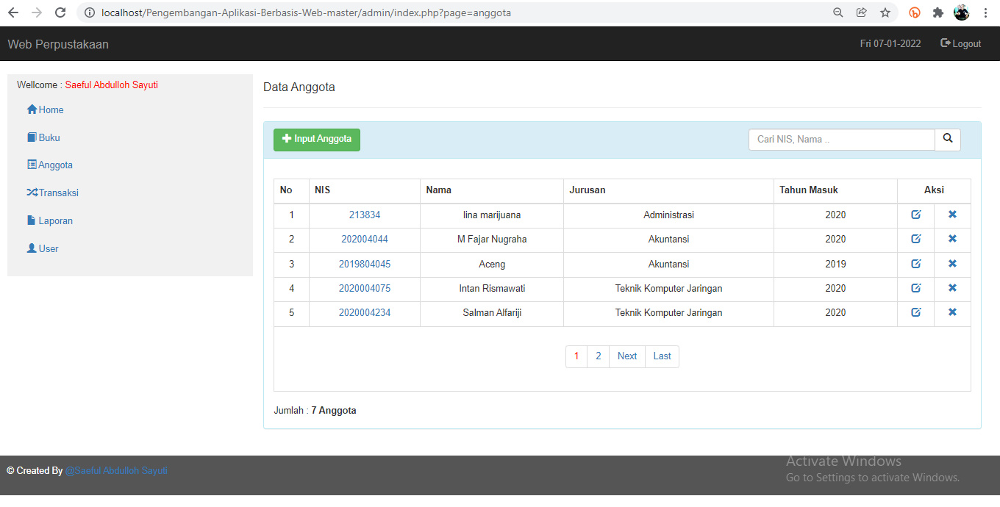 localhost/Pengembangan-Aplikasi-Berbasis-Web-master/admin/index.php?page=anggota
Web Perpustakaan Fri 07-01-2022 Logout
Wellcome : Saeful Abdulloh Sayuti
Home
Buku
Anggota
Transaksi
Laporan
User
Data Anggota
Input Anggota Cari NIS, Nama ..
No NIS Nama Jurusan Tahun Masuk Aksi
1 213834 lina marijuana Administrasi 2020
2 202004044 M Fajar Nugraha Akuntansi 2020
3 2019804045 Aceng Akuntansi 2019
4 2020004075 Intan Rismawati Teknik Komputer Jaringan 2020
5 2020004234 Salman Alfariji Teknik Komputer Jaringan 2020
1 2 Next Last
Jumlah : 7 Anggota
© Created By @Saeful Abdulloh Sayuti
Activate Windows
Go to Settings to activate Windows.